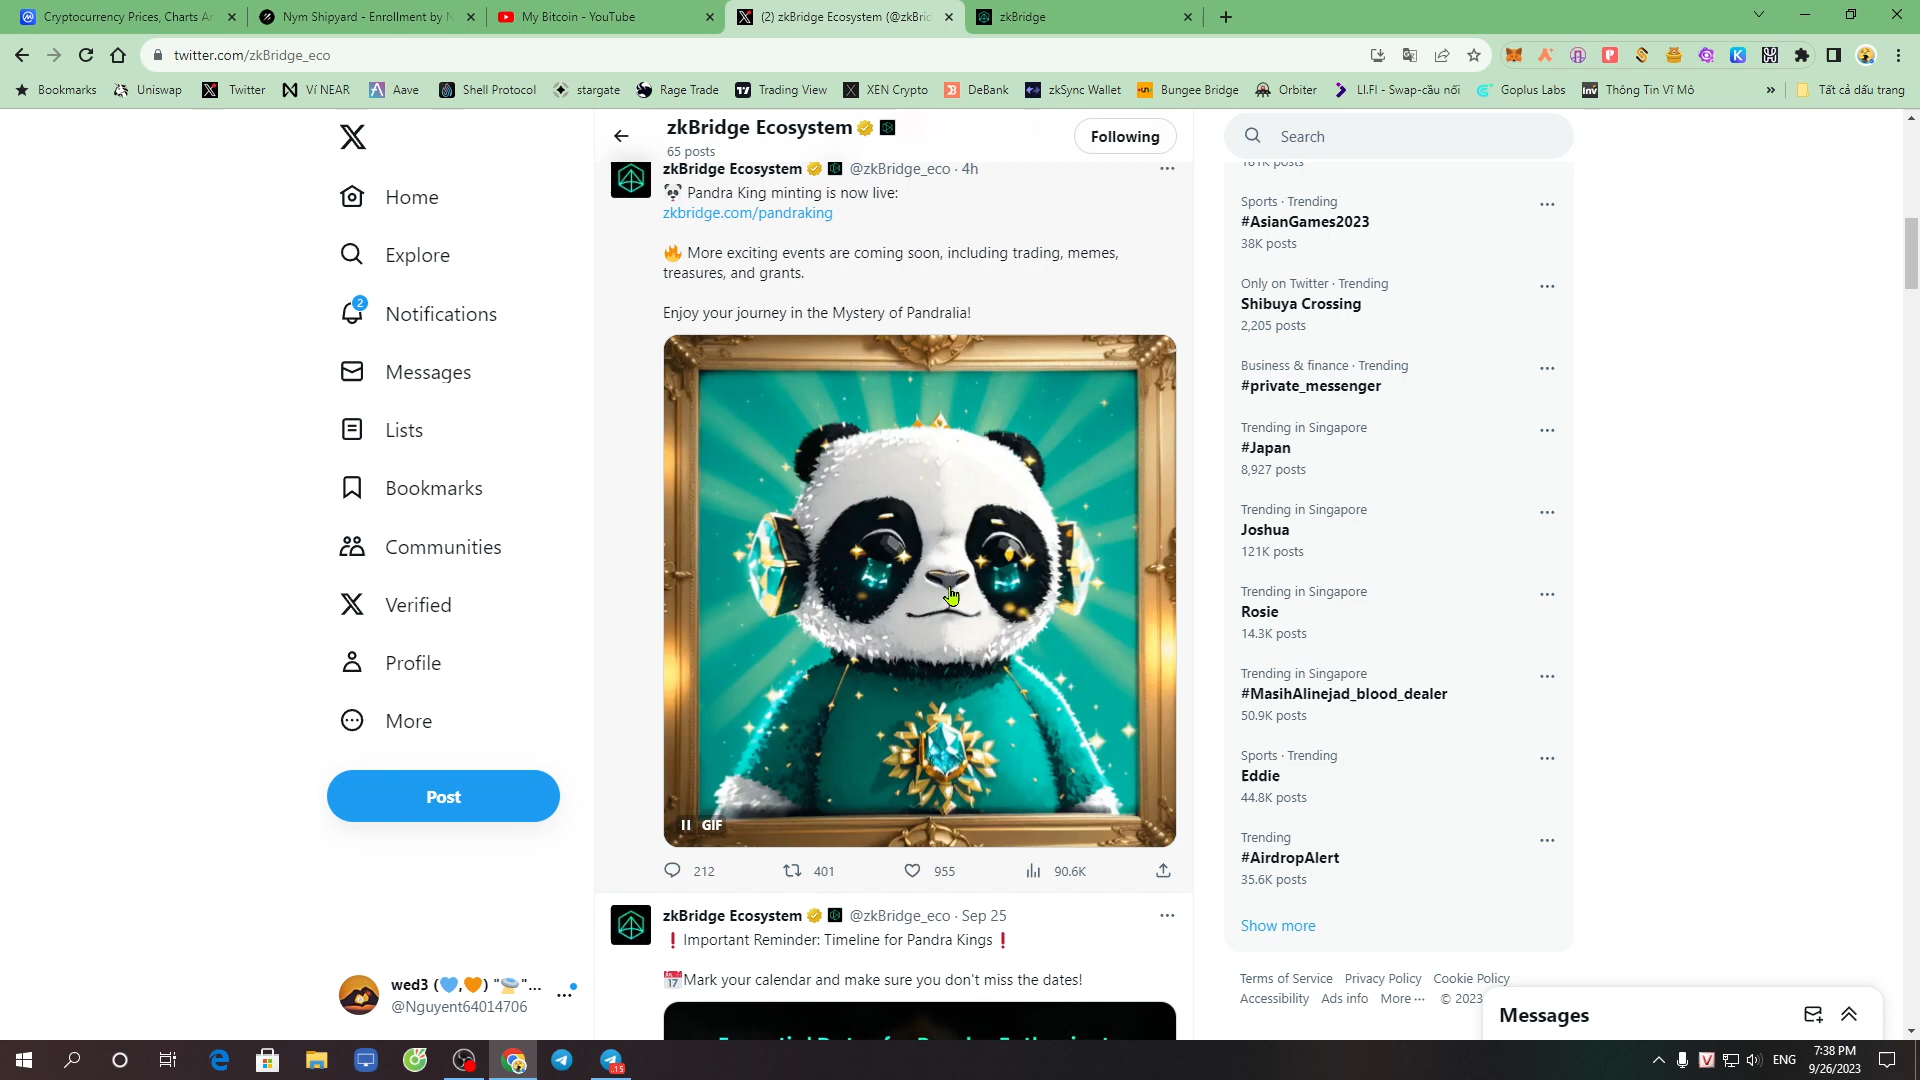 Cryptocurrency Prices, Charts An
Nym Shipyard - Enrollment by N
My Bitcoin - YouTube
(2) zkBridge Ecosystem (@zkBrid
zkBridge
twitter.com/zkBridge_eco
Bookmarks
Uniswap
Twitter
Ví NEAR
Aave
Shell Protocol
stargate
Rage Trade
Trading View
XEN Crypto
DeBank
zkSync Wallet
Bungee Bridge
Orbiter
LI.FI - Swap-cầu nối
Goplus Labs
Thông Tin Vĩ Mô
»
Tất cả dấu trang
Home
Explore
2
Notifications
Messages
Lists
Bookmarks
Communities
Verified
Profile
More
Post
wed3 (💙,🧡) "🪐"...
@Nguyent64014706
zkBridge Ecosystem
65 posts
Following
zkBridge Ecosystem @zkBridge_eco · 4h
🐼 Pandra King minting is now live:
zkbridge.com/pandraking
🔥 More exciting events are coming soon, including trading, memes,
treasures, and grants.
Enjoy your journey in the Mystery of Pandralia!
GIF
212
401
955
90.6K
zkBridge Ecosystem @zkBridge_eco · Sep 25
❗ Important Reminder: Timeline for Pandra Kings ❗
📅Mark your calendar and make sure you don't miss the dates!
Search
Sports · Trending
#AsianGames2023
38K posts
Only on Twitter · Trending
Shibuya Crossing
2,205 posts
Business & finance · Trending
#private_messenger
Trending in Singapore
#Japan
8,927 posts
Trending in Singapore
Joshua
121K posts
Trending in Singapore
Rosie
14.3K posts
Trending in Singapore
#MasihAlinejad_blood_dealer
50.9K posts
Sports · Trending
Eddie
44.8K posts
Trending
#AirdropAlert
35.6K posts
Show more
Terms of Service Privacy Policy Cookie Policy
Accessibility Ads info More ··· © 2023
Messages
15
ENG
7:38 PM
9/26/2023